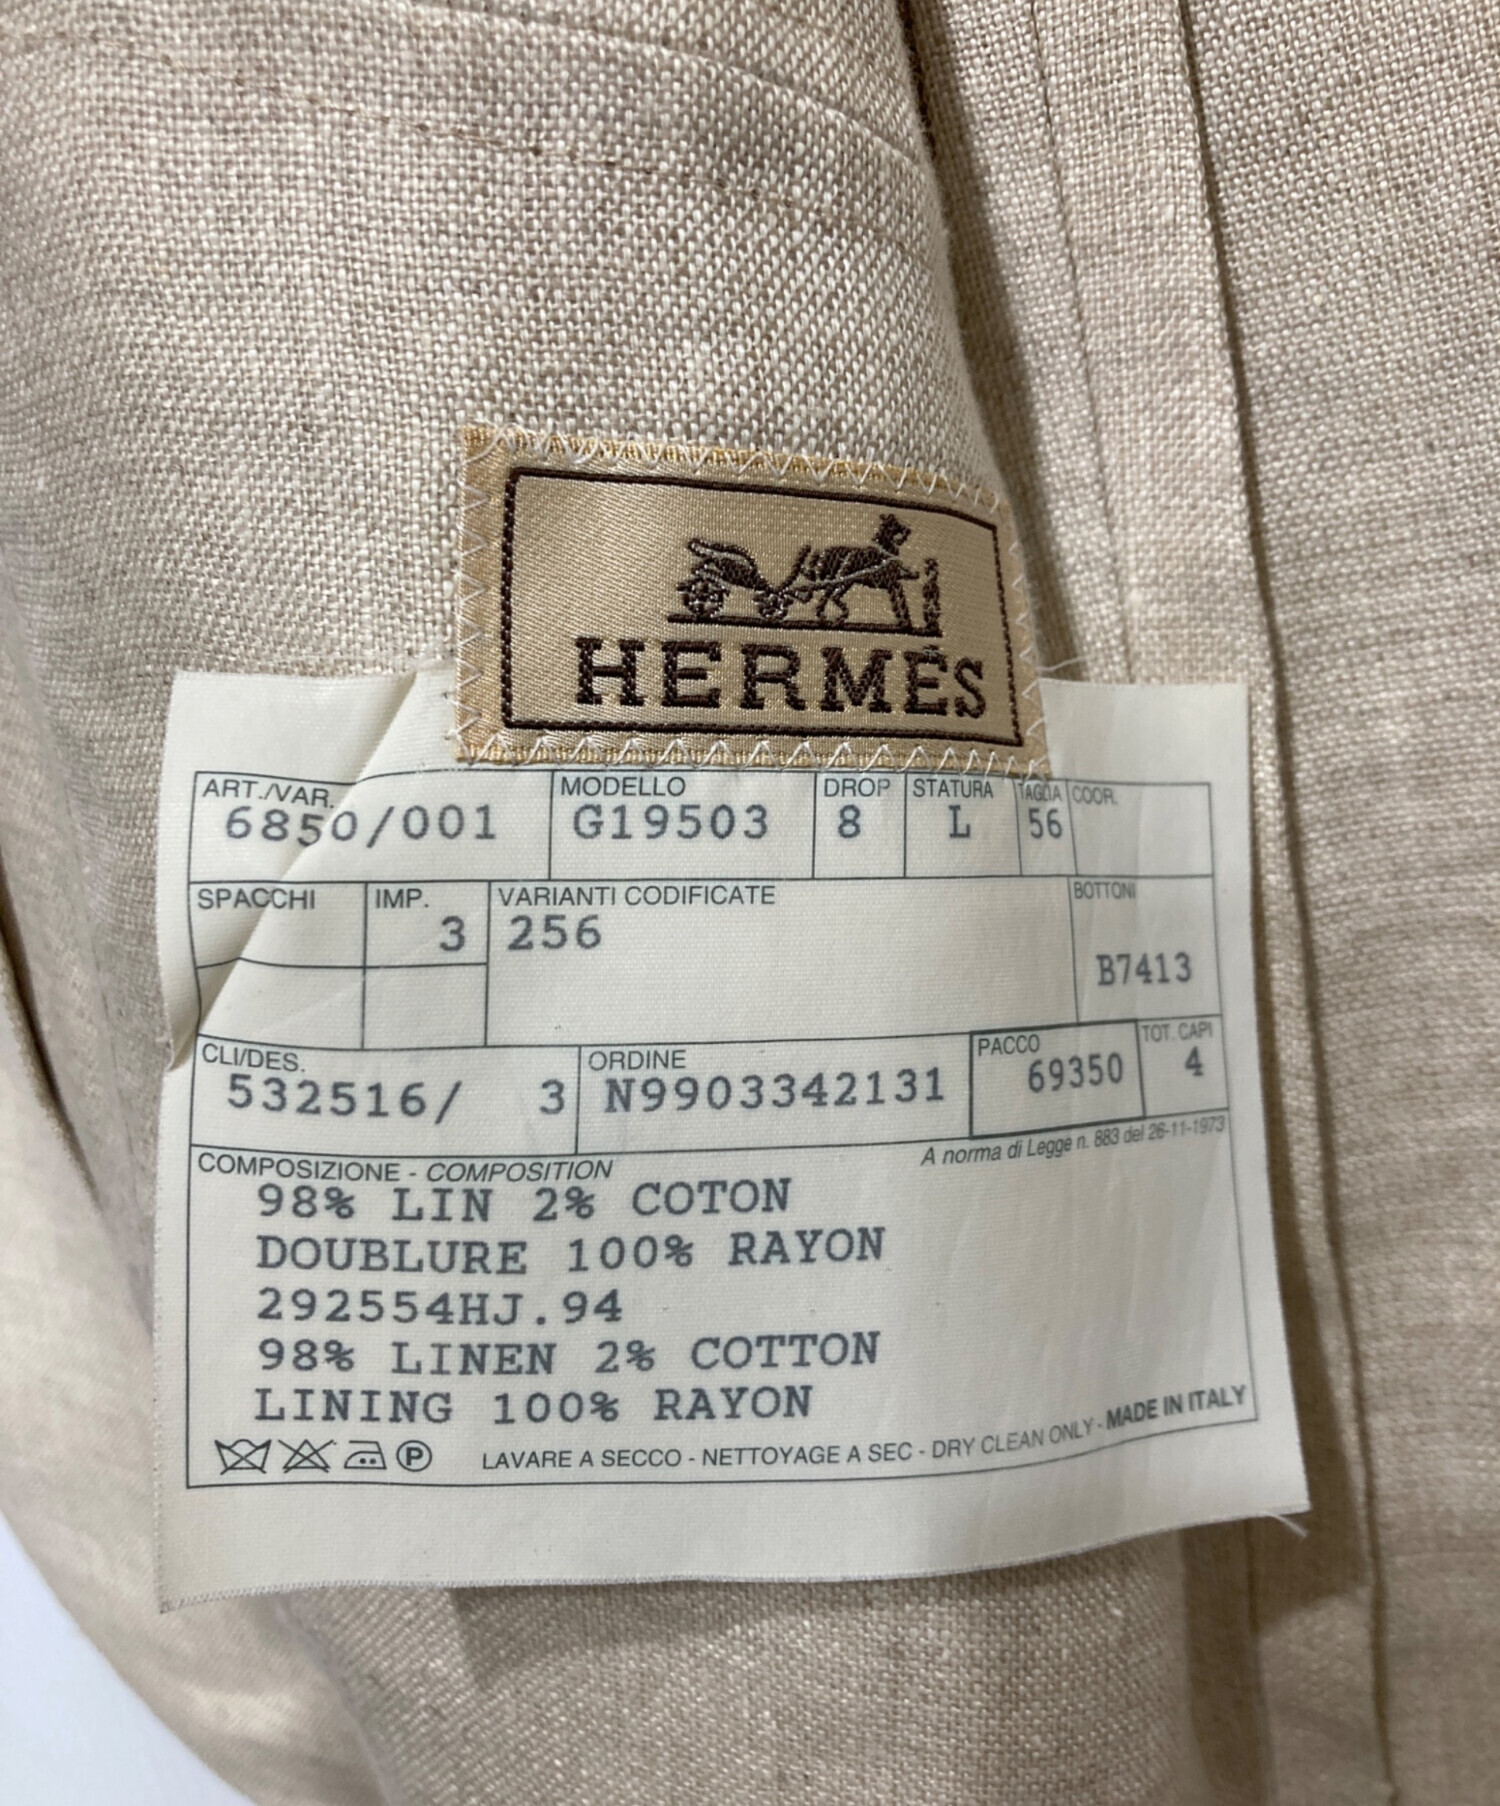 HERMÈS
ART./VAR. MODELLO DROP STATURA TAGLIA COOR.
6850/001 G19503 8 L 56
SPACCHI IMP. VARIANTI CODIFICATE BOTTONI
3 256
B7413
CLI/DES. ORDINE PACCO TOT. CAPI
532516/ 3 N9903342131 69350 4
A norma di Legge n. 883 del 26-11-1973
COMPOSIZIONE - COMPOSITION
98% LIN 2% COTON
DOUBLURE 100% RAYON
292554HJ.94
98% LINEN 2% COTTON
LINING 100% RAYON
P LAVARE A SECCO - NETTOYAGE A SEC - DRY CLEAN ONLY - MADE IN ITALY